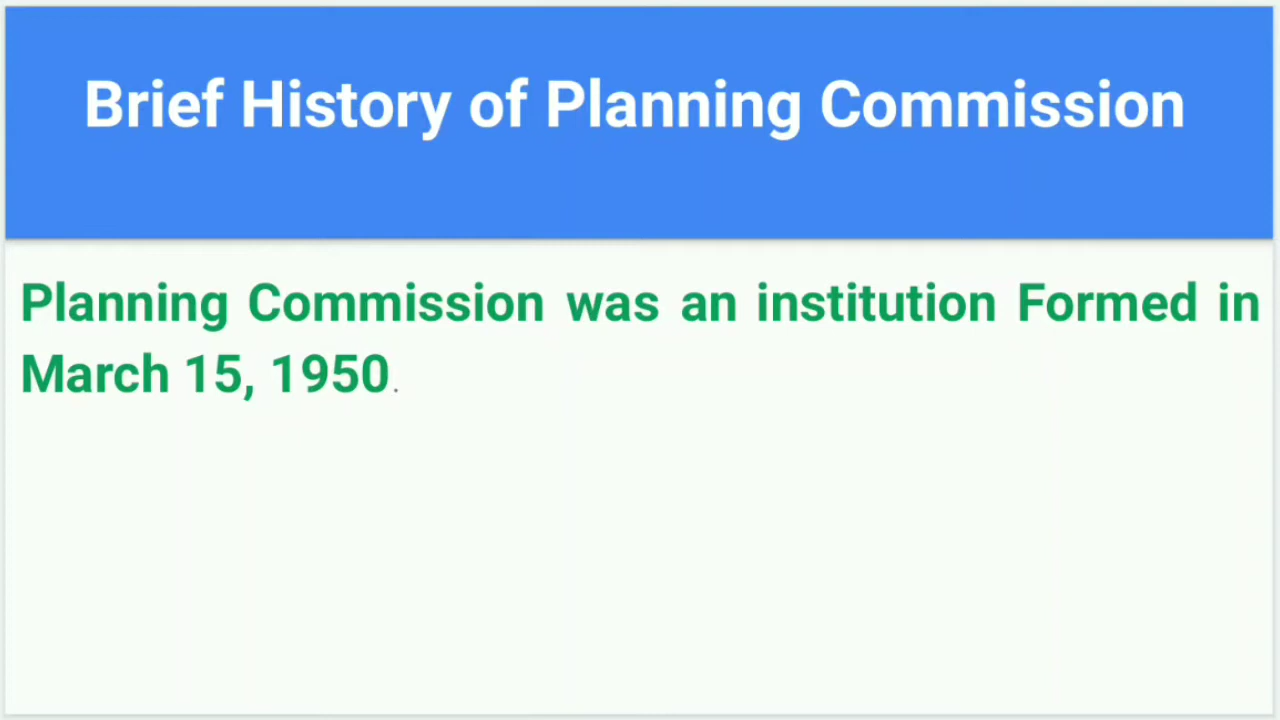 Brief History of Planning Commission
Planning Commission was an institution Formed in
March 15, 1950.